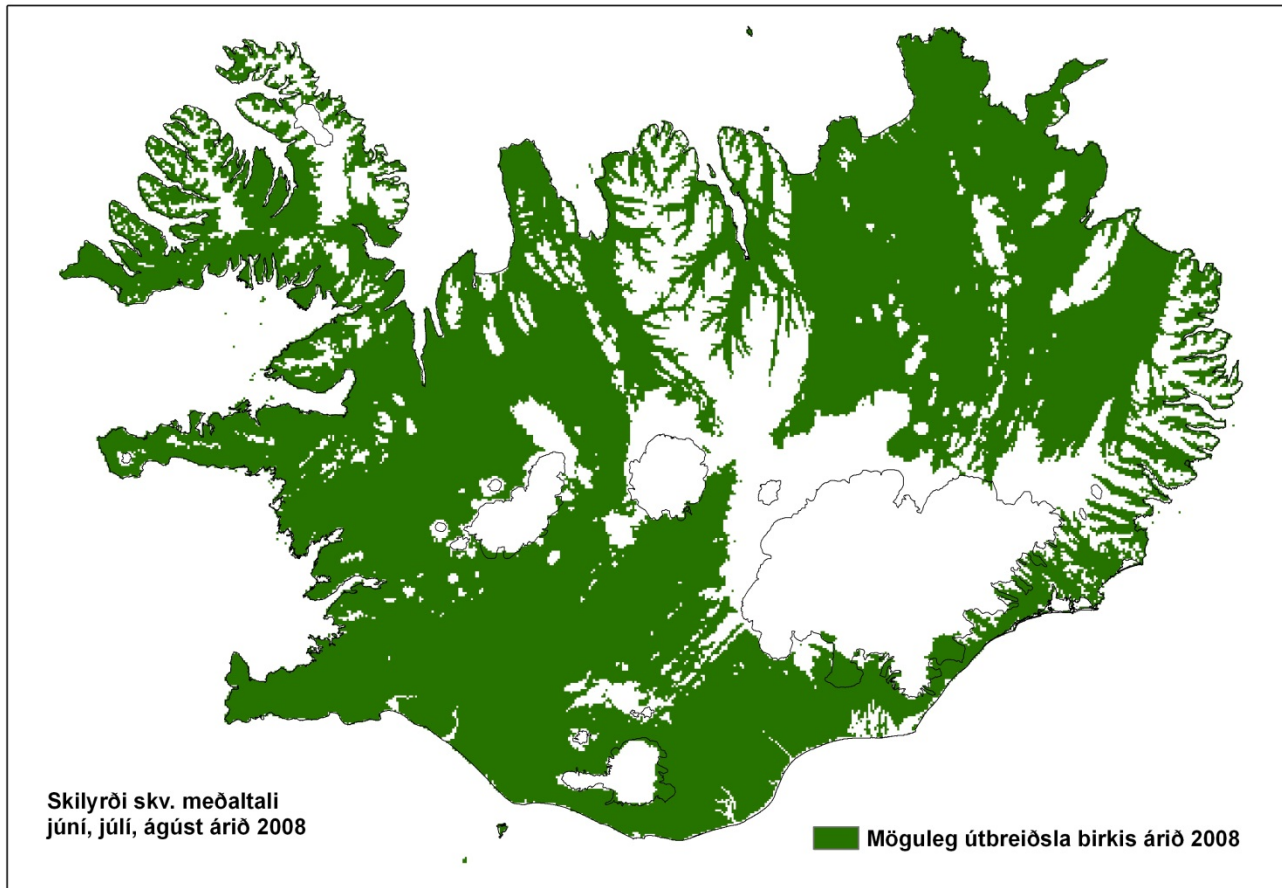 Skilyrði skv. meðaltali
júní, júlí, ágúst árið 2008
Möguleg útbreiðsla birkis árið 2008